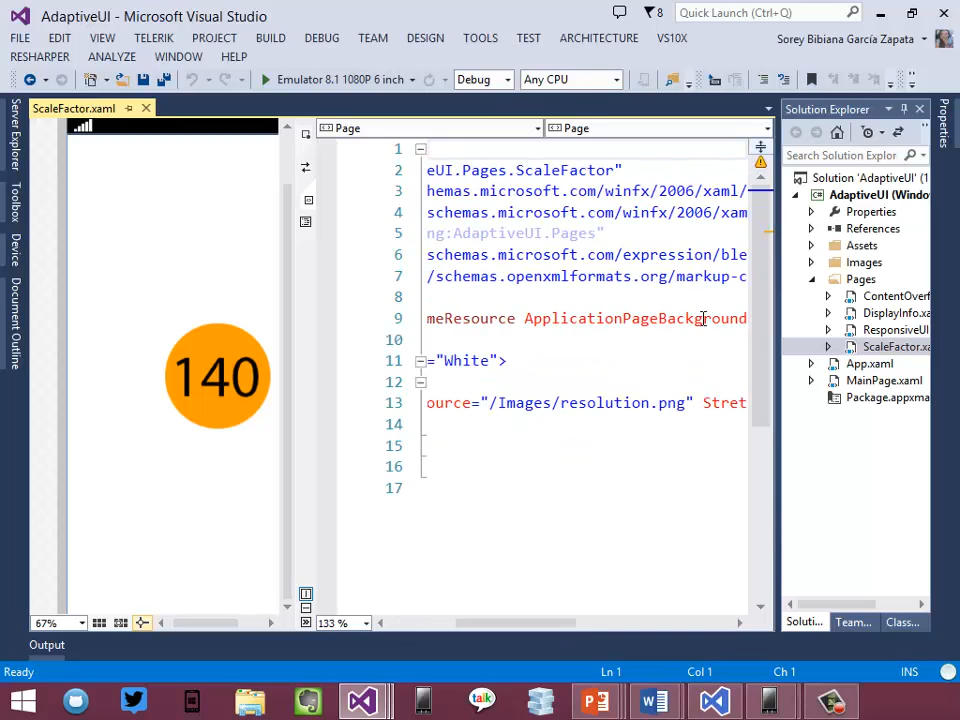 AdaptiveUI - Microsoft Visual Studio
8
Quick Launch (Ctrl+Q)
FILE EDIT VIEW TELERIK PROJECT BUILD DEBUG TEAM DESIGN TOOLS TEST ARCHITECTURE VS10X
Sorey Bibiana García Zapata
RESHARPER ANALYZE WINDOW HELP
Emulator 8.1 1080P 6 inch
Debug
Any CPU
Server Explorer
Toolbox
Device
Document Outline
ScaleFactor.xaml
140
67%
Page
Page
1
2 eUI.Pages.ScaleFactor"
3 hemas.microsoft.com/winfx/2006/xaml/
4 schemas.microsoft.com/winfx/2006/xam
5 ng:AdaptiveUI.Pages"
6 schemas.microsoft.com/expression/ble
7 /schemas.openxmlformats.org/markup-c
8
9 meResource ApplicationPageBackground
10
11 ="White">
12
13 ource="/Images/resolution.png" Stret
14
15
16
17
133 %
Solution Explorer
Search Solution Explorer
Solution 'AdaptiveUI' (1
AdaptiveUI (Window
Properties
References
Assets
Images
Pages
ContentOverf
DisplayInfo.xa
ResponsiveUI
ScaleFactor.xa
App.xaml
MainPage.xaml
Package.appxma
Soluti... Team... Class...
Properties
Output
Ready
Ln 1
Col 1
Ch 1
INS
talk